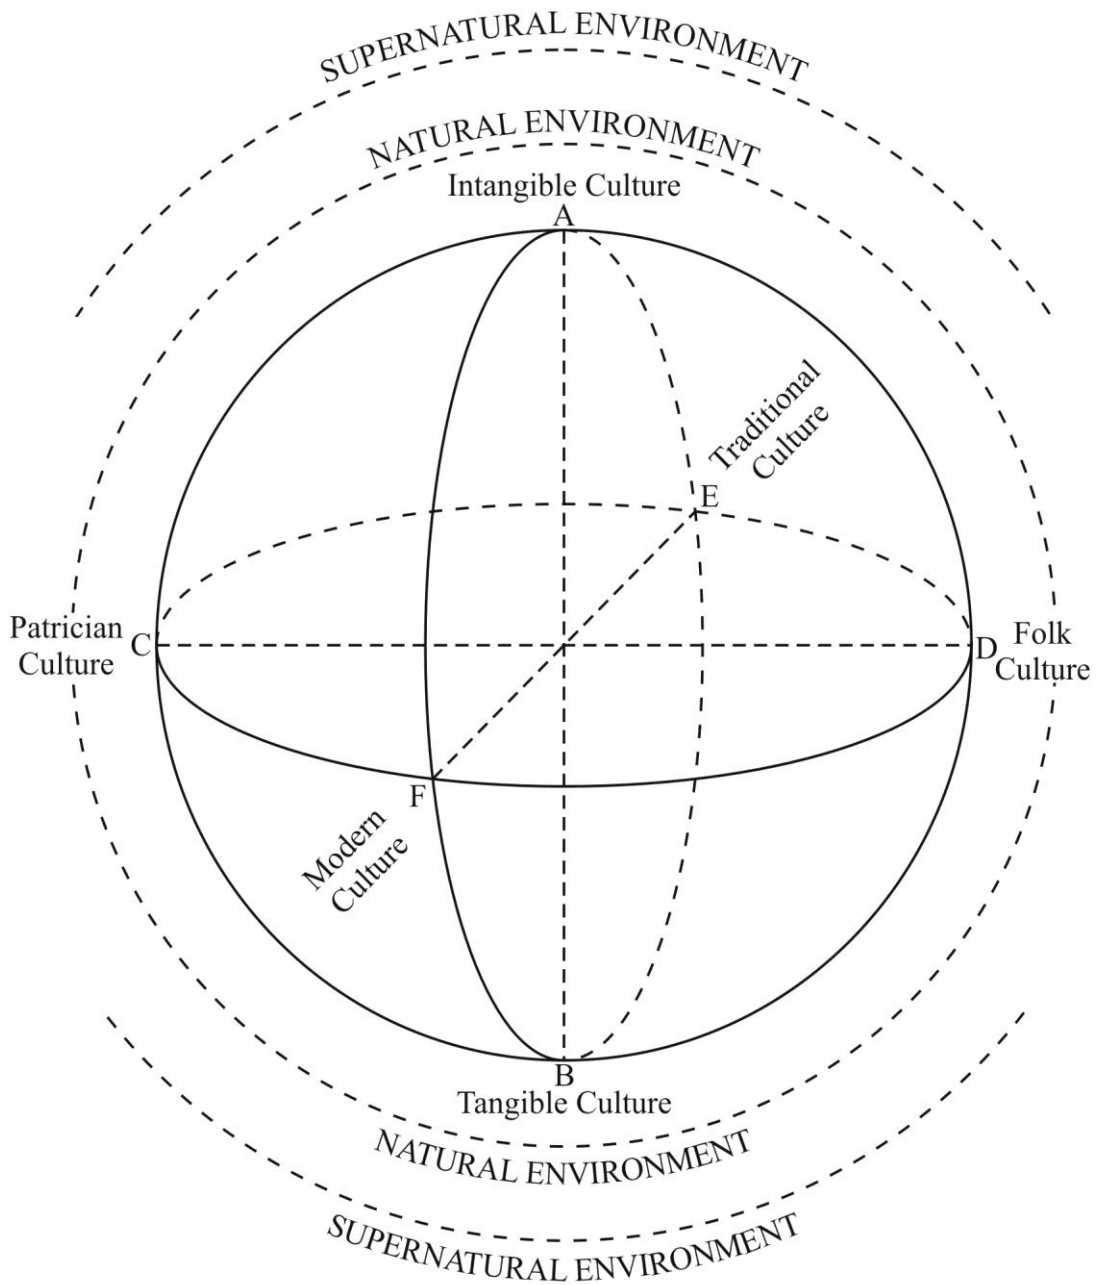 SUPERNATURAL ENVIRONMENT
NATURAL ENVIRONMENT
Intangible Culture
A
Traditional
Culture
E
Patrician
Culture
C
D
Folk
Culture
F
Modern
Culture
B
Tangible Culture
NATURAL ENVIRONMENT
SUPERNATURAL ENVIRONMENT